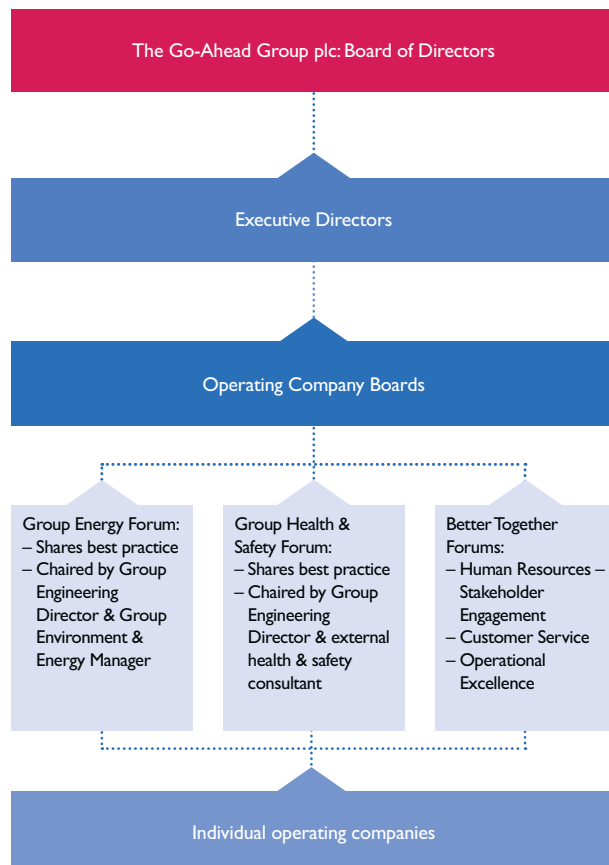 The Go-Ahead Group plc: Board of Directors
Executive Directors
Operating Company Boards
Group Energy Forum:
– Shares best practice
– Chaired by Group
Engineering
Director & Group
Environment &
Energy Manager
Group Health &
Safety Forum:
– Shares best practice
– Chaired by Group
Engineering
Director & external
health & safety
consultant
Better Together
Forums:
– Human Resources –
Stakeholder
Engagement
– Customer Service
– Operational
Excellence
Individual operating companies